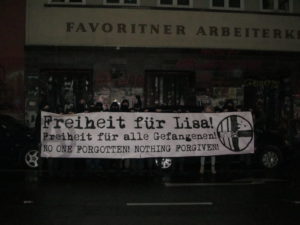 FAVORITNER ARBEITERK
Freiheit für Lisa!
Freiheit für alle Gefangenen!
NO ONE FORGOTTEN! NOTHING FORGIVEN!